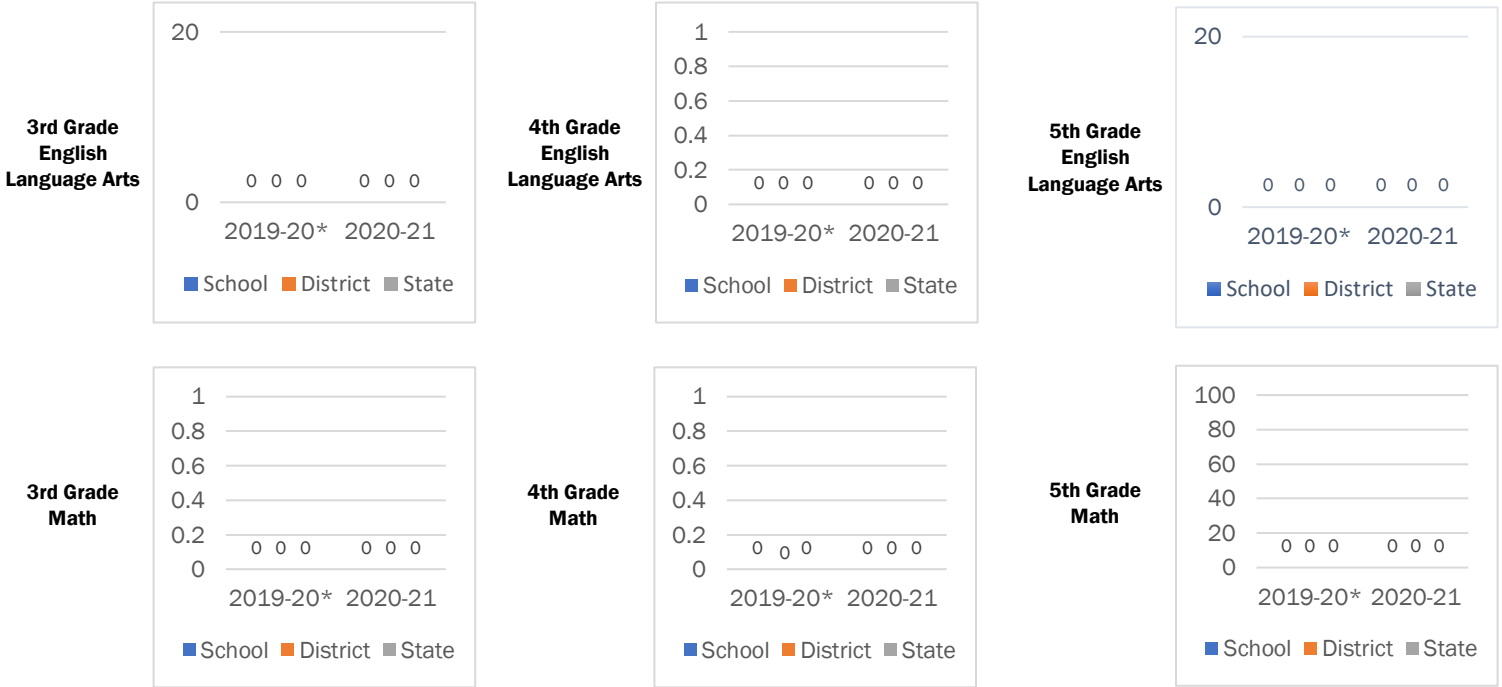 3rd Grade
English
Language Arts
20
0
0 0 0 0 0 0
2019-20* 2020-21
School District State
4th Grade
English
Language Arts
1
0.8
0.6
0.4
0.2
0
0 0 0 0 0 0
2019-20* 2020-21
School District State
5th Grade
English
Language Arts
20
0
0 0 0 0 0 0
2019-20* 2020-21
School District State
3rd Grade
Math
1
0.8
0.6
0.4
0.2
0
0 0 0 0 0 0
2019-20* 2020-21
School District State
4th Grade
Math
1
0.8
0.6
0.4
0.2
0
0 0 0 0 0 0
2019-20* 2020-21
School District State
5th Grade
Math
100
80
60
40
20
0
0 0 0 0 0 0
2019-20* 2020-21
School District State